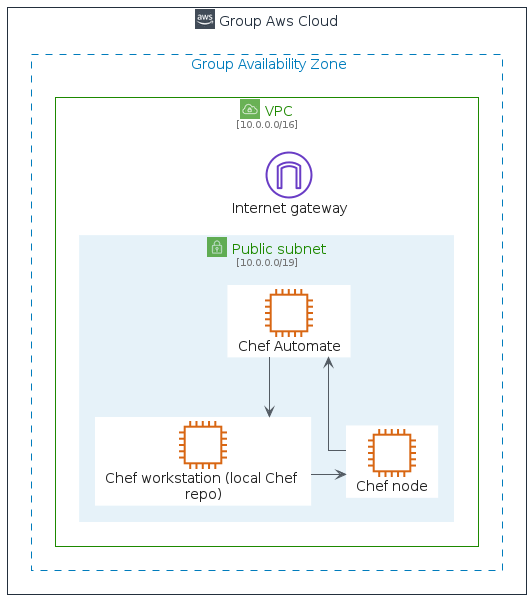 aws
Group Aws Cloud
Group Availability Zone
VPC
[10.0.0.0/16]
Internet gateway
Public subnet
[10.0.0.0/19]
Chef Automate
Chef workstation (local Chef
repo)
Chef node